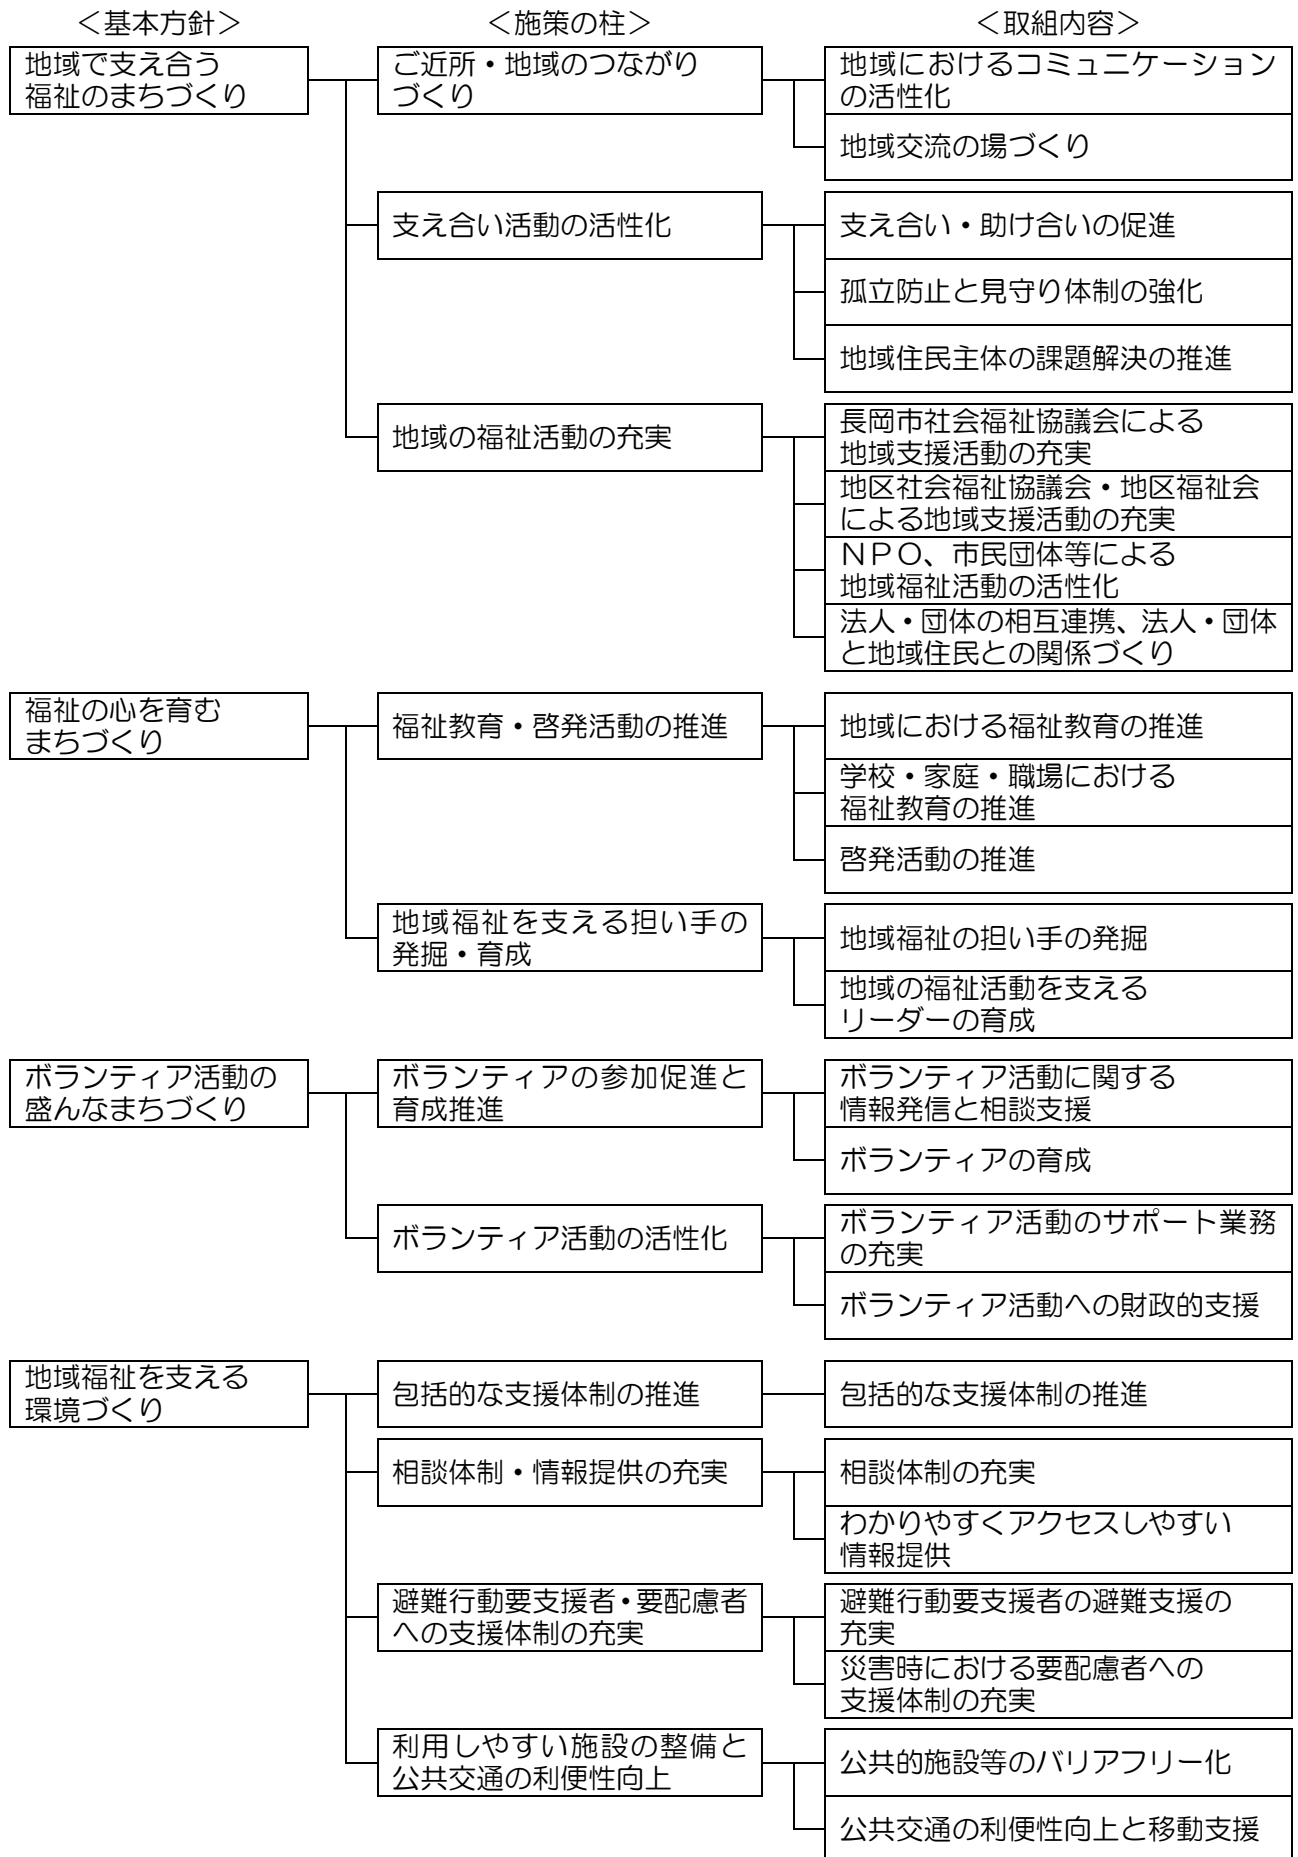 ＜基本方針＞
＜施策の柱＞
＜取組内容＞
地域で支え合う
福祉のまちづくり
ご近所・地域のつながり
づくり
地域におけるコミュニケーション
の活性化
地域交流の場づくり
支え合い活動の活性化
支え合い・助け合いの促進
孤立防止と見守り体制の強化
地域住民主体の課題解決の推進
地域の福祉活動の充実
長岡市社会福祉協議会による
地域支援活動の充実
地区社会福祉協議会・地区福祉会
による地域支援活動の充実
ＮＰＯ、市民団体等による
地域福祉活動の活性化
法人・団体の相互連携、法人・団体
と地域住民との関係づくり
福祉の心を育む
まちづくり
福祉教育・啓発活動の推進
地域における福祉教育の推進
学校・家庭・職場における
福祉教育の推進
啓発活動の推進
地域福祉を支える担い手の
発掘・育成
地域福祉の担い手の発掘
地域の福祉活動を支える
リーダーの育成
ボランティア活動の
盛んなまちづくり
ボランティアの参加促進と
育成推進
ボランティア活動に関する
情報発信と相談支援
ボランティアの育成
ボランティア活動の活性化
ボランティア活動のサポート業務
の充実
ボランティア活動への財政的支援
地域福祉を支える
環境づくり
包括的な支援体制の推進
包括的な支援体制の推進
相談体制・情報提供の充実
相談体制の充実
わかりやすくアクセスしやすい
情報提供
避難行動要支援者・要配慮者
への支援体制の充実
避難行動要支援者の避難支援の
充実
災害時における要配慮者への
支援体制の充実
利用しやすい施設の整備と
公共交通の利便性向上
公共的施設等のバリアフリー化
公共交通の利便性向上と移動支援